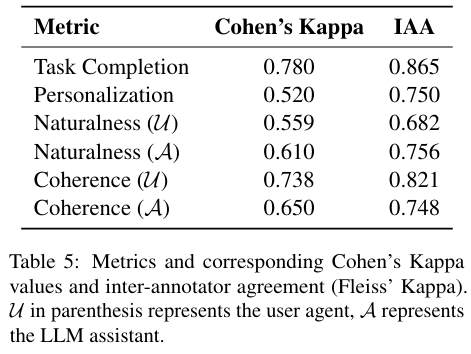 Metric Cohen's Kappa IAA
Task Completion 0.780 0.865
Personalization 0.520 0.750
Naturalness (𝒰) 0.559 0.682
Naturalness (𝒜) 0.610 0.756
Coherence (𝒰) 0.738 0.821
Coherence (𝒜) 0.650 0.748
Table 5: Metrics and corresponding Cohen's Kappa
values and inter-annotator agreement (Fleiss' Kappa).
𝒰 in parenthesis represents the user agent, 𝒜 represents
the LLM assistant.